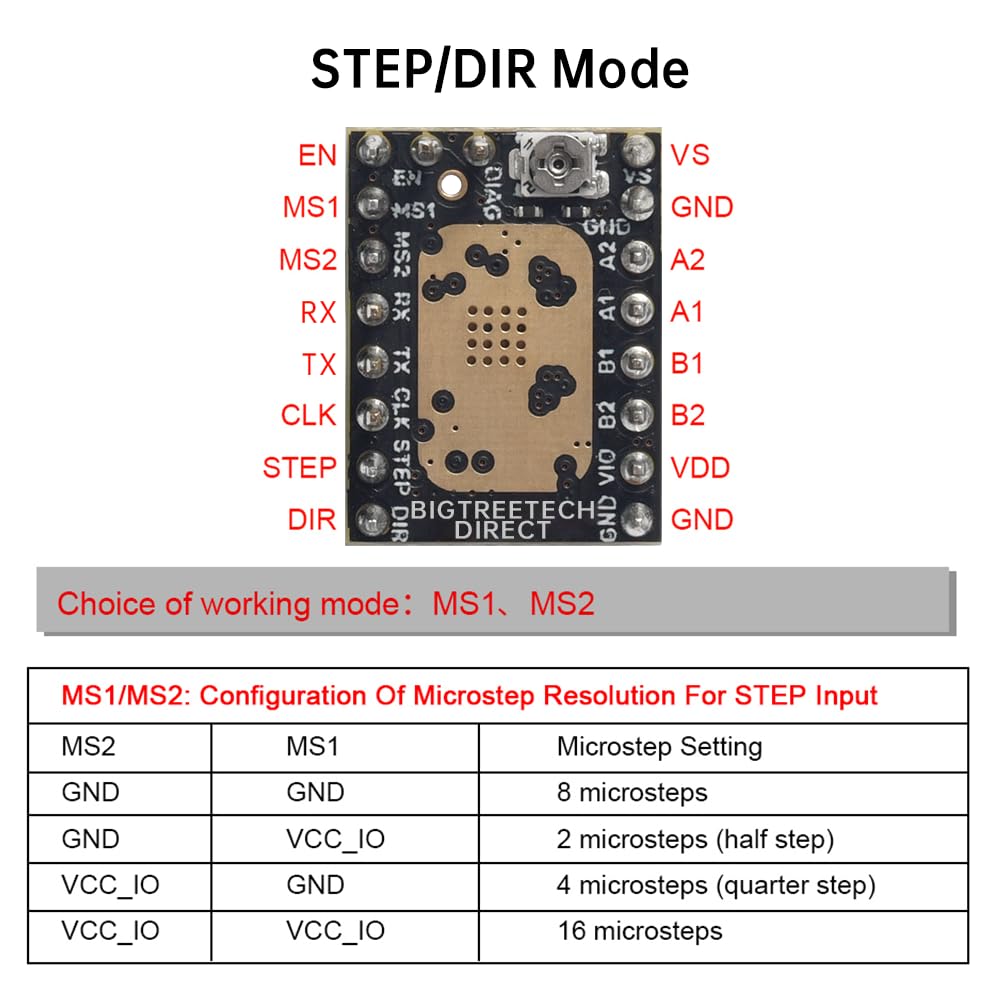 STEP/DIR Mode
EN
MS1
MS2
RX
TX
CLK
STEP
DIR
EN
MS1
MS2
RX
TX
CLK
STEP
DIR
DIAG
VS
GND
A2
A1
B1
B2
VIO
GND
BIGTREETECH
DIRECT
VS
GND
A2
A1
B1
B2
VDD
GND
Choice of working mode：MS1、MS2
MS1/MS2: Configuration Of Microstep Resolution For STEP Input
MS2 MS1 Microstep Setting
GND GND 8 microsteps
GND VCC_IO 2 microsteps (half step)
VCC_IO GND 4 microsteps (quarter step)
VCC_IO VCC_IO 16 microsteps